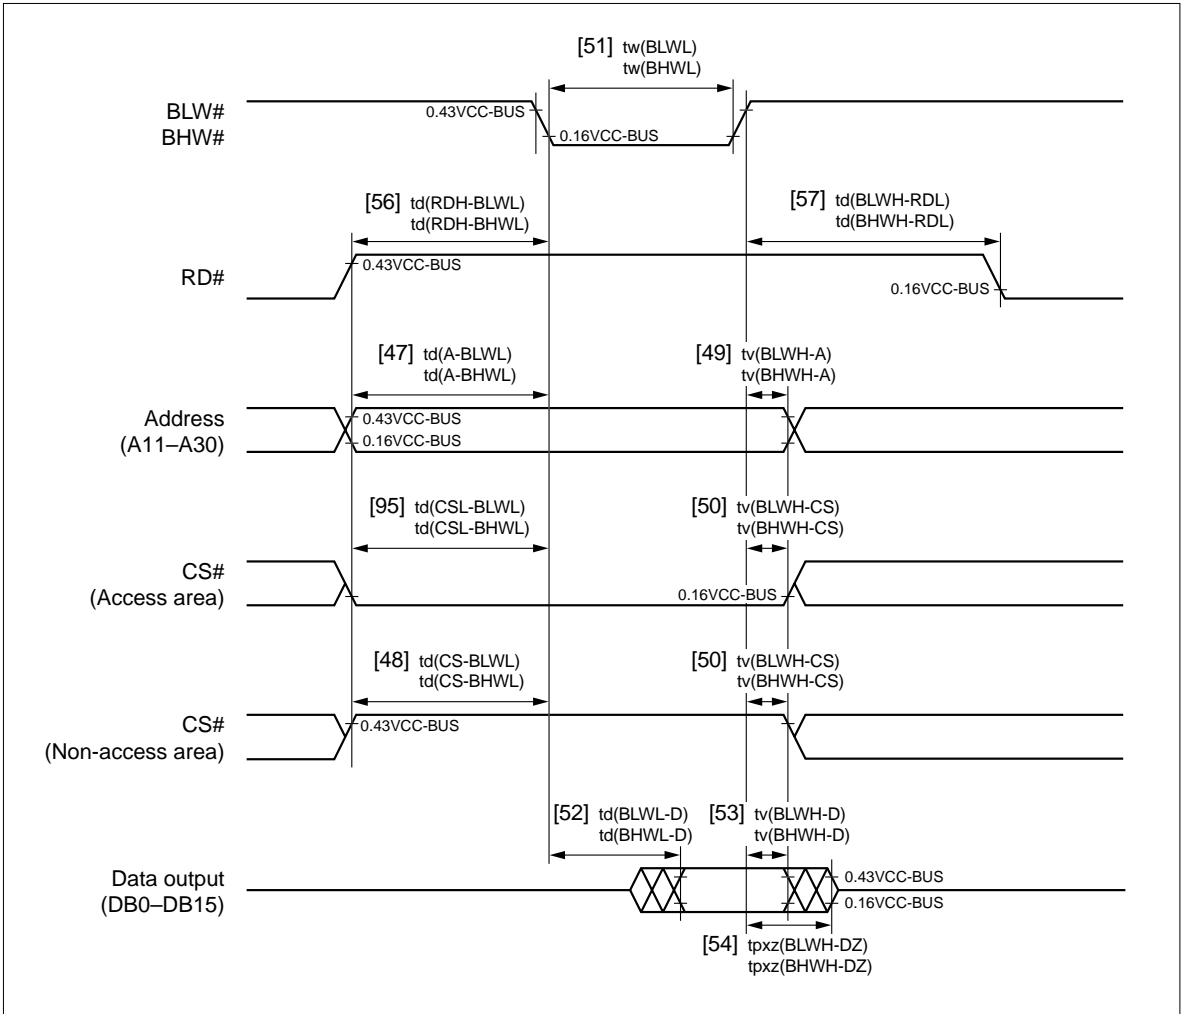 [51] tw(BLWL)
tw(BHWL)
BLW#
BHW#
0.43VCC-BUS
0.16VCC-BUS
[56] td(RDH-BLWL)
td(RDH-BHWL)
[57] td(BLWH-RDL)
td(BHWH-RDL)
RD#
0.43VCC-BUS
0.16VCC-BUS
[47] td(A-BLWL)
td(A-BHWL)
[49] tv(BLWH-A)
tv(BHWH-A)
Address
(A11–A30)
0.43VCC-BUS
0.16VCC-BUS
[95] td(CSL-BLWL)
td(CSL-BHWL)
[50] tv(BLWH-CS)
tv(BHWH-CS)
CS#
(Access area)
0.16VCC-BUS
[48] td(CS-BLWL)
td(CS-BHWL)
[50] tv(BLWH-CS)
tv(BHWH-CS)
CS#
(Non-access area)
0.43VCC-BUS
[52] td(BLWL-D)
td(BHWL-D)
[53] tv(BLWH-D)
tv(BHWH-D)
Data output
(DB0–DB15)
0.43VCC-BUS
0.16VCC-BUS
[54] tpxz(BLWH-DZ)
tpxz(BHWH-DZ)